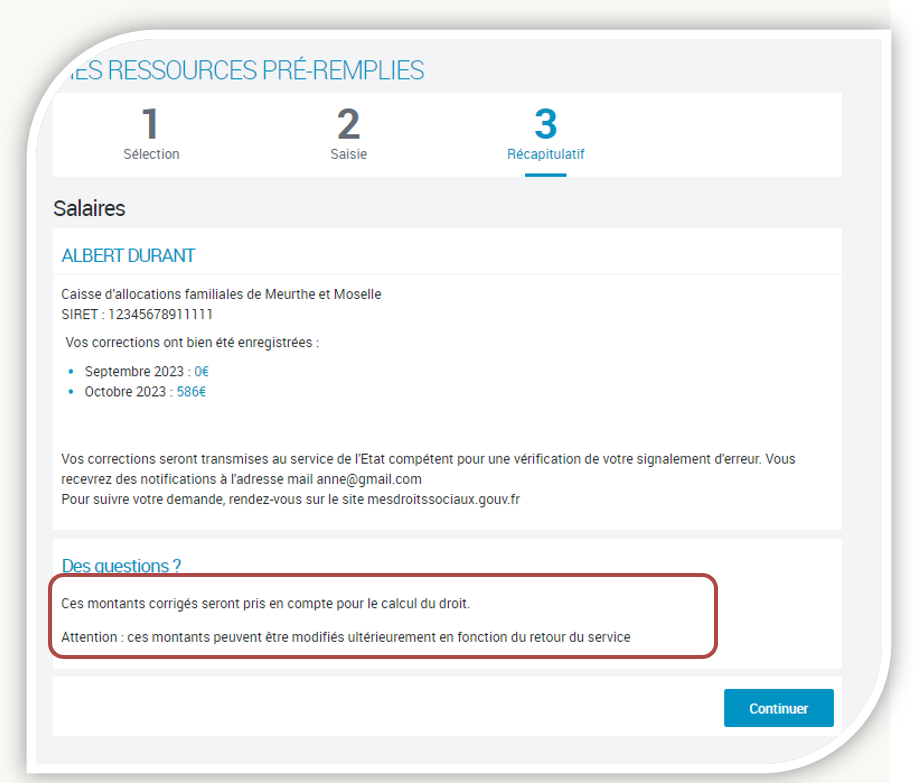 ES RESSOURCES PRÉ-REMPLIES
1
Sélection
2
Saisie
3
Récapitulatif
Salaires
ALBERT DURANT
Caisse d'allocations familiales de Meurthe et Moselle
SIRET : 12345678911111
Vos corrections ont bien été enregistrées :
• Septembre 2023 : 0€
• Octobre 2023 : 586€
Vos corrections seront transmises au service de l'Etat compétent pour une vérification de votre signalement d'erreur. Vous
recevrez des notifications à l'adresse mail anne@gmail.com
Pour suivre votre demande, rendez-vous sur le site mesdroitssociaux.gouv.fr
Des questions ?
Ces montants corrigés seront pris en compte pour le calcul du droit.
Attention : ces montants peuvent être modifiés ultérieurement en fonction du retour du service
Continuer